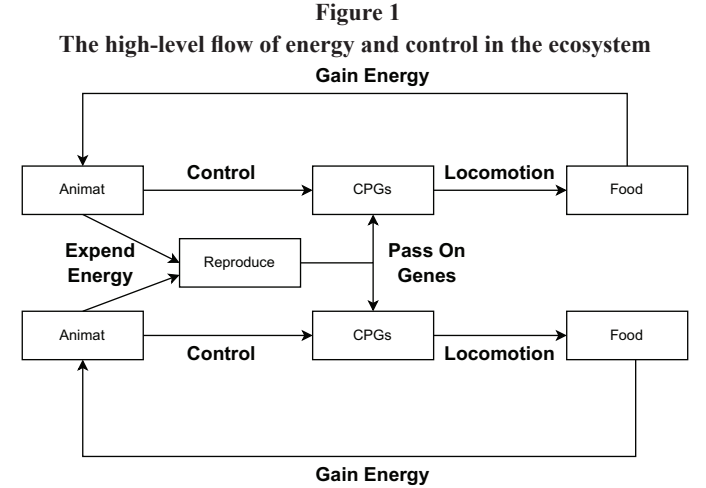 Figure 1
The high-level flow of energy and control in the ecosystem
Gain Energy
Control
Locomotion
Animat
CPGs
Food
Expend
Energy
Reproduce
Pass On
Genes
Animat
CPGs
Food
Control
Locomotion
Gain Energy